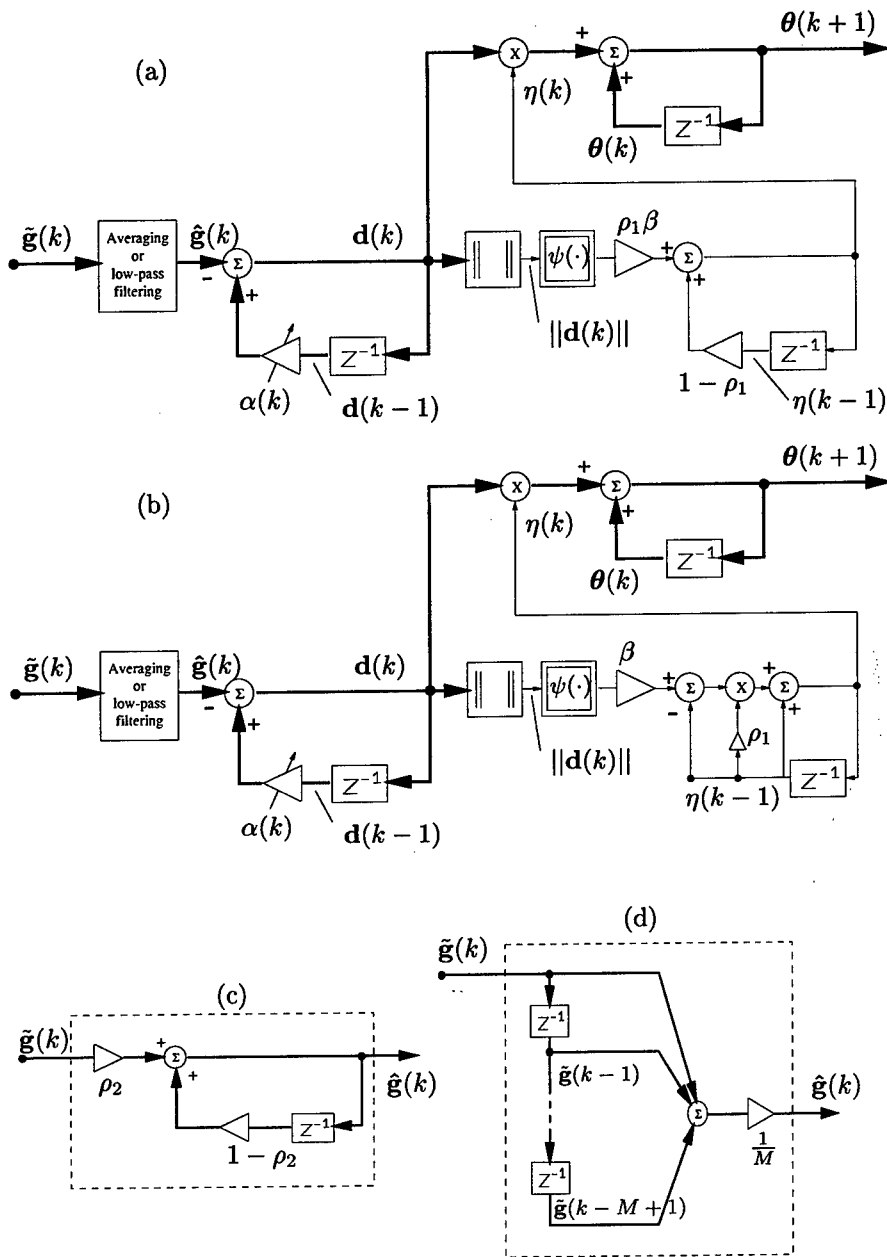 (a)
θ(k + 1)
+
X
Σ
η(k)
+
Z⁻¹
θ(k)
g̃(k)
Averaging
or
low-pass
filtering
ĝ(k)
-
Σ
+
d(k)
|| ||
ψ(·)
ρ₁β
+
Σ
+
||d(k)||
α(k)
Z⁻¹
d(k − 1)
1 − ρ₁
Z⁻¹
η(k−1)
(b)
θ(k + 1)
+
X
Σ
η(k)
+
Z⁻¹
θ(k)
g̃(k)
Averaging
or
low-pass
filtering
ĝ(k)
-
Σ
+
d(k)
|| ||
ψ(·)
β
+
Σ
-
X
+
Σ
+
ρ₁
||d(k)||
α(k)
Z⁻¹
d(k − 1)
η(k−1)
Z⁻¹
(c)
g̃(k)
ρ₂
+
Σ
+
ĝ(k)
1 − ρ₂
Z⁻¹
(d)
g̃(k)
Z⁻¹
g̃(k − 1)
Σ
ĝ(k)
1/M
Z⁻¹
g̃(k − M + 1)